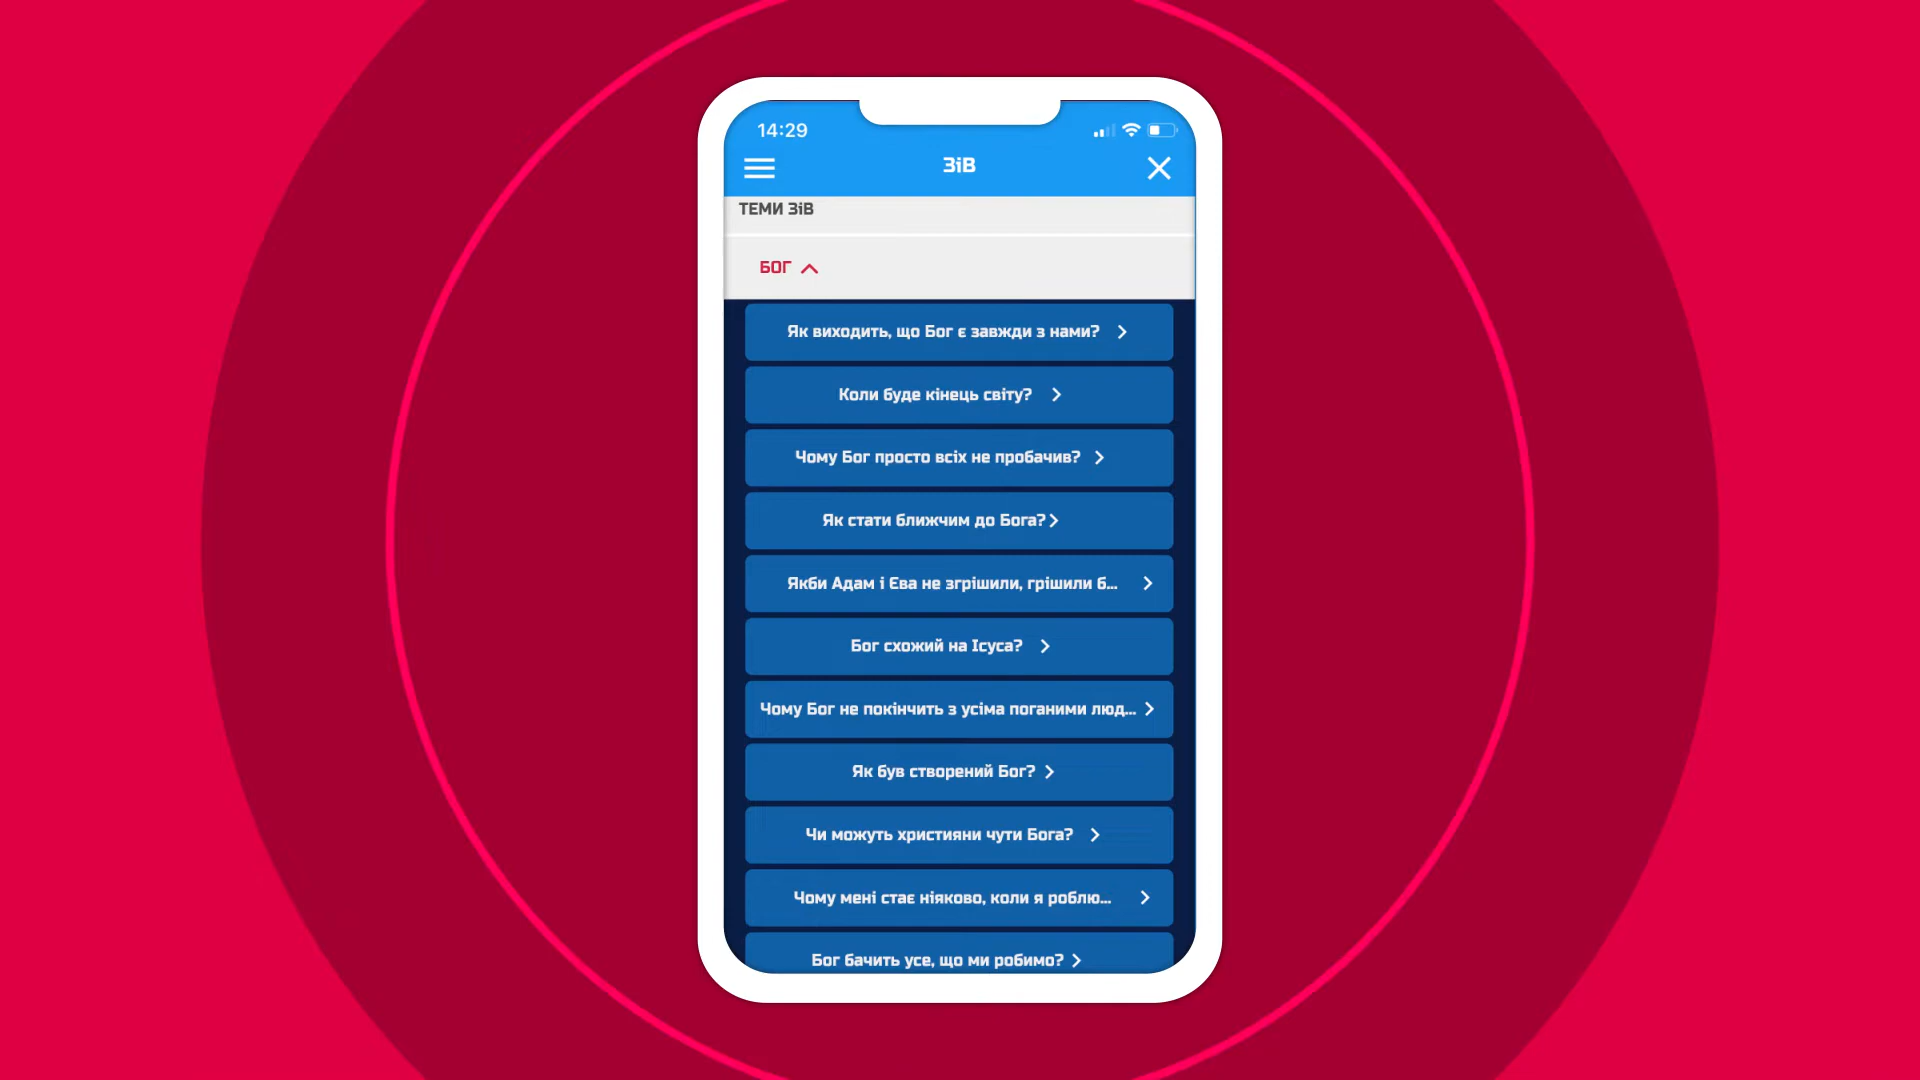 14:29
ЗіВ
ТЕМИ ЗіВ
БОГ
Як виходить, що Бог є завжди з нами?
Коли буде кінець світу?
Чому Бог просто всіх не пробачив?
Як стати ближчим до Бога?
Якби Адам і Ева не згрішили, грішили б...
Бог схожий на Ісуса?
Чому Бог не покінчить з усіма поганими люд...
Як був створений Бог?
Чи можуть християни чути Бога?
Чому мені стає ніяково, коли я роблю...
Бог бачить усе, що ми робимо?